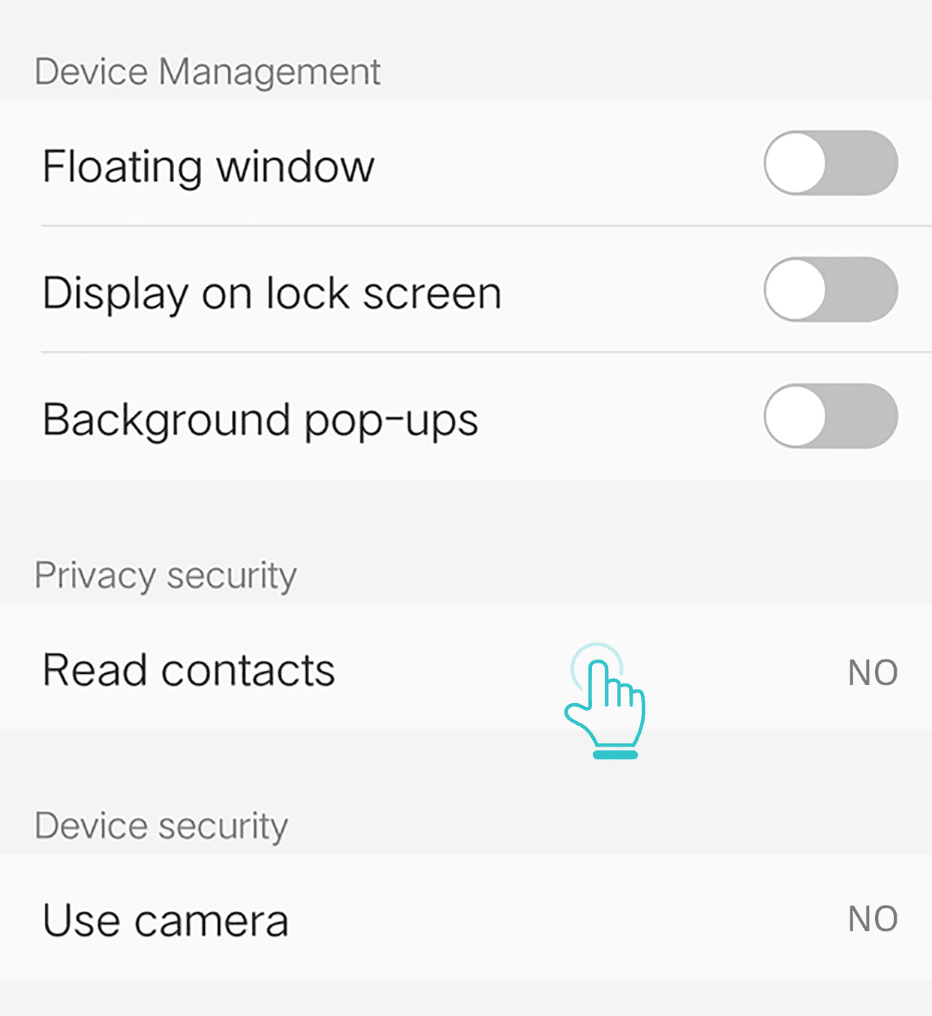 Device Management
Floating window
Display on lock screen
Background pop-ups
Privacy security
Read contacts NO
Device security
Use camera NO